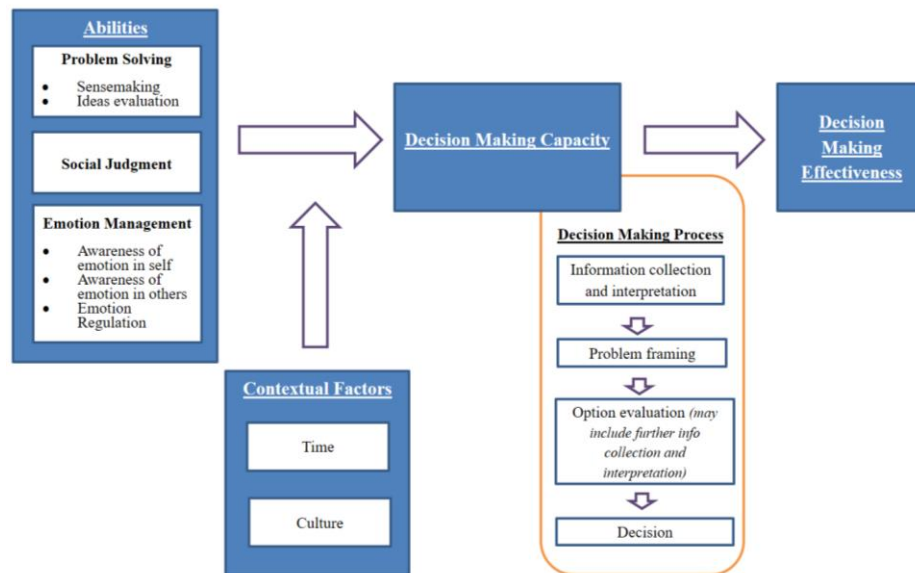 Abilities
Problem Solving
• Sensemaking
• Ideas evaluation
Social Judgment
Emotion Management
• Awareness of
emotion in self
• Awareness of
emotion in others
• Emotion
Regulation
Contextual Factors
Time
Culture
Decision Making Capacity
Decision Making Process
Information collection
and interpretation
Problem framing
Option evaluation (may
include further info
collection and
interpretation)
Decision
Decision
Making
Effectiveness